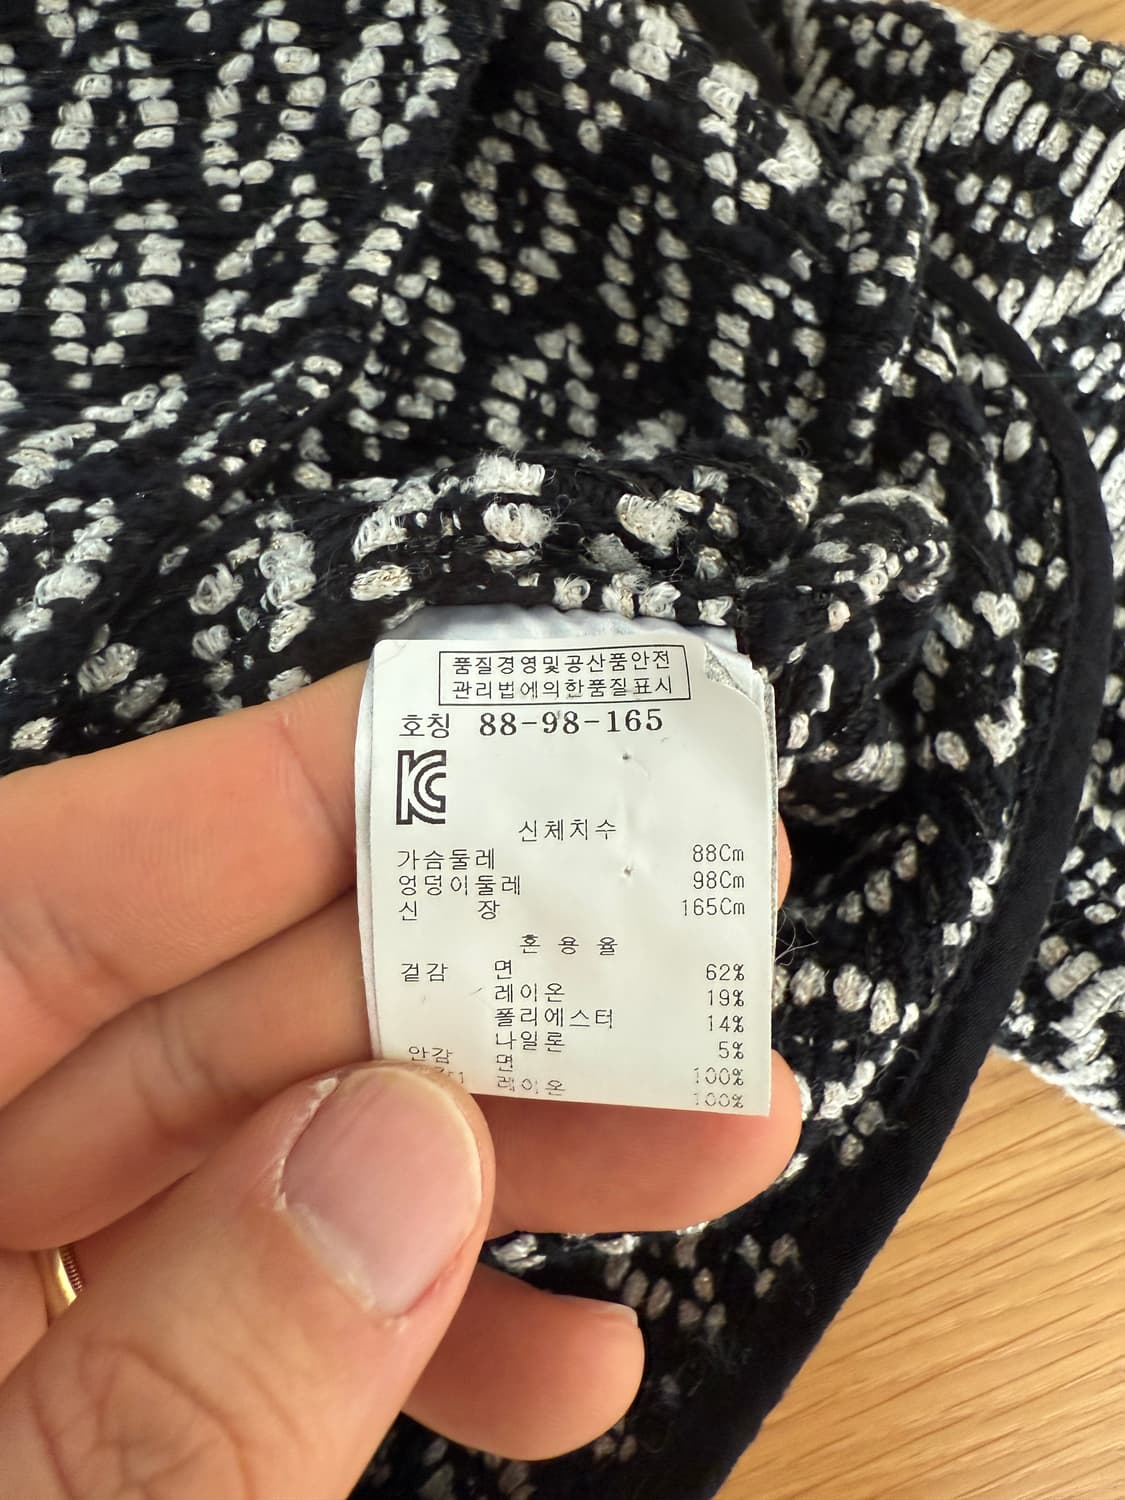 품질경영및공산품안전
관리법에의한품질표시
호칭 88-98-165
신체치수
가슴둘레 88Cm
엉덩이둘레 98Cm
신 장 165Cm
혼 용 율
겉감 면 62%
레이온 19%
폴리에스터 14%
나일론 5%
안감 면 100%
레이온 100%